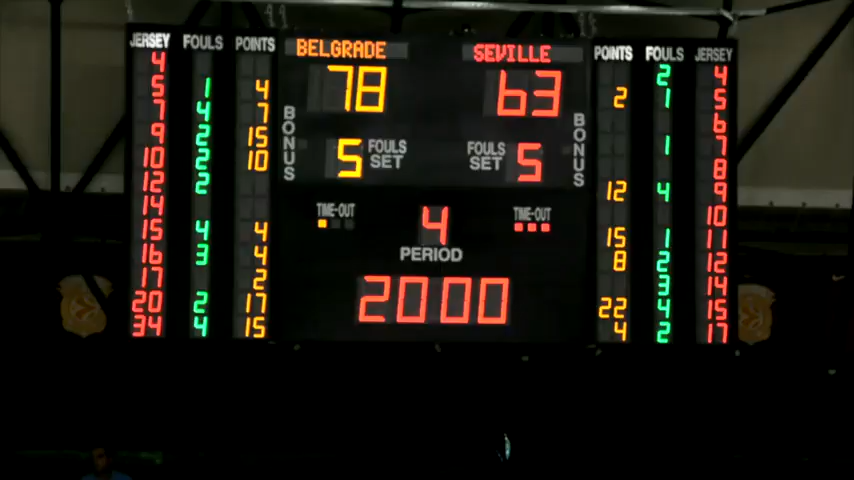 JERSEY FOULS POINTS BELGRADE SEVILLE POINTS FOULS JERSEY
78 63
BONUS BONUS
5 FOULS SET FOULS SET 5
TIME-OUT TIME-OUT
4
PERIOD
2000
4
5 1 4
7 4 7
9 2 15
10 2 10
12 2
14
15 4 4
16 3 4
17 2
20 2 17
34 4 15
2 4
2 1 5
6
1 7
8
12 4 9
10
15 1 11
8 2 12
3 14
22 4 15
4 2 17